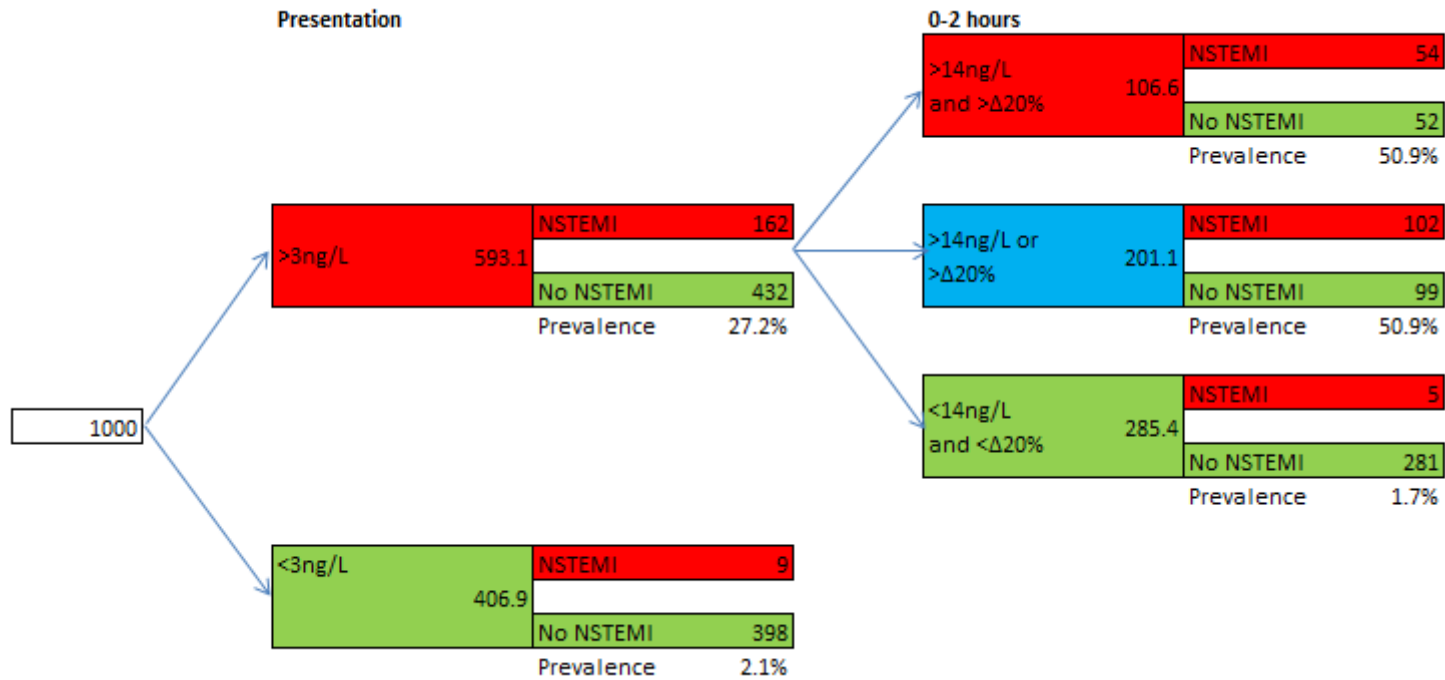 Presentation
0-2 hours
1000
>3ng/L
593.1
NSTEMI 162
No NSTEMI 432
Prevalence 27.2%
<3ng/L
406.9
NSTEMI 9
No NSTEMI 398
Prevalence 2.1%
>14ng/L
and >Δ20%
106.6
NSTEMI 54
No NSTEMI 52
Prevalence 50.9%
>14ng/L or
>Δ20%
201.1
NSTEMI 102
No NSTEMI 99
Prevalence 50.9%
<14ng/L
and <Δ20%
285.4
NSTEMI 5
No NSTEMI 281
Prevalence 1.7%